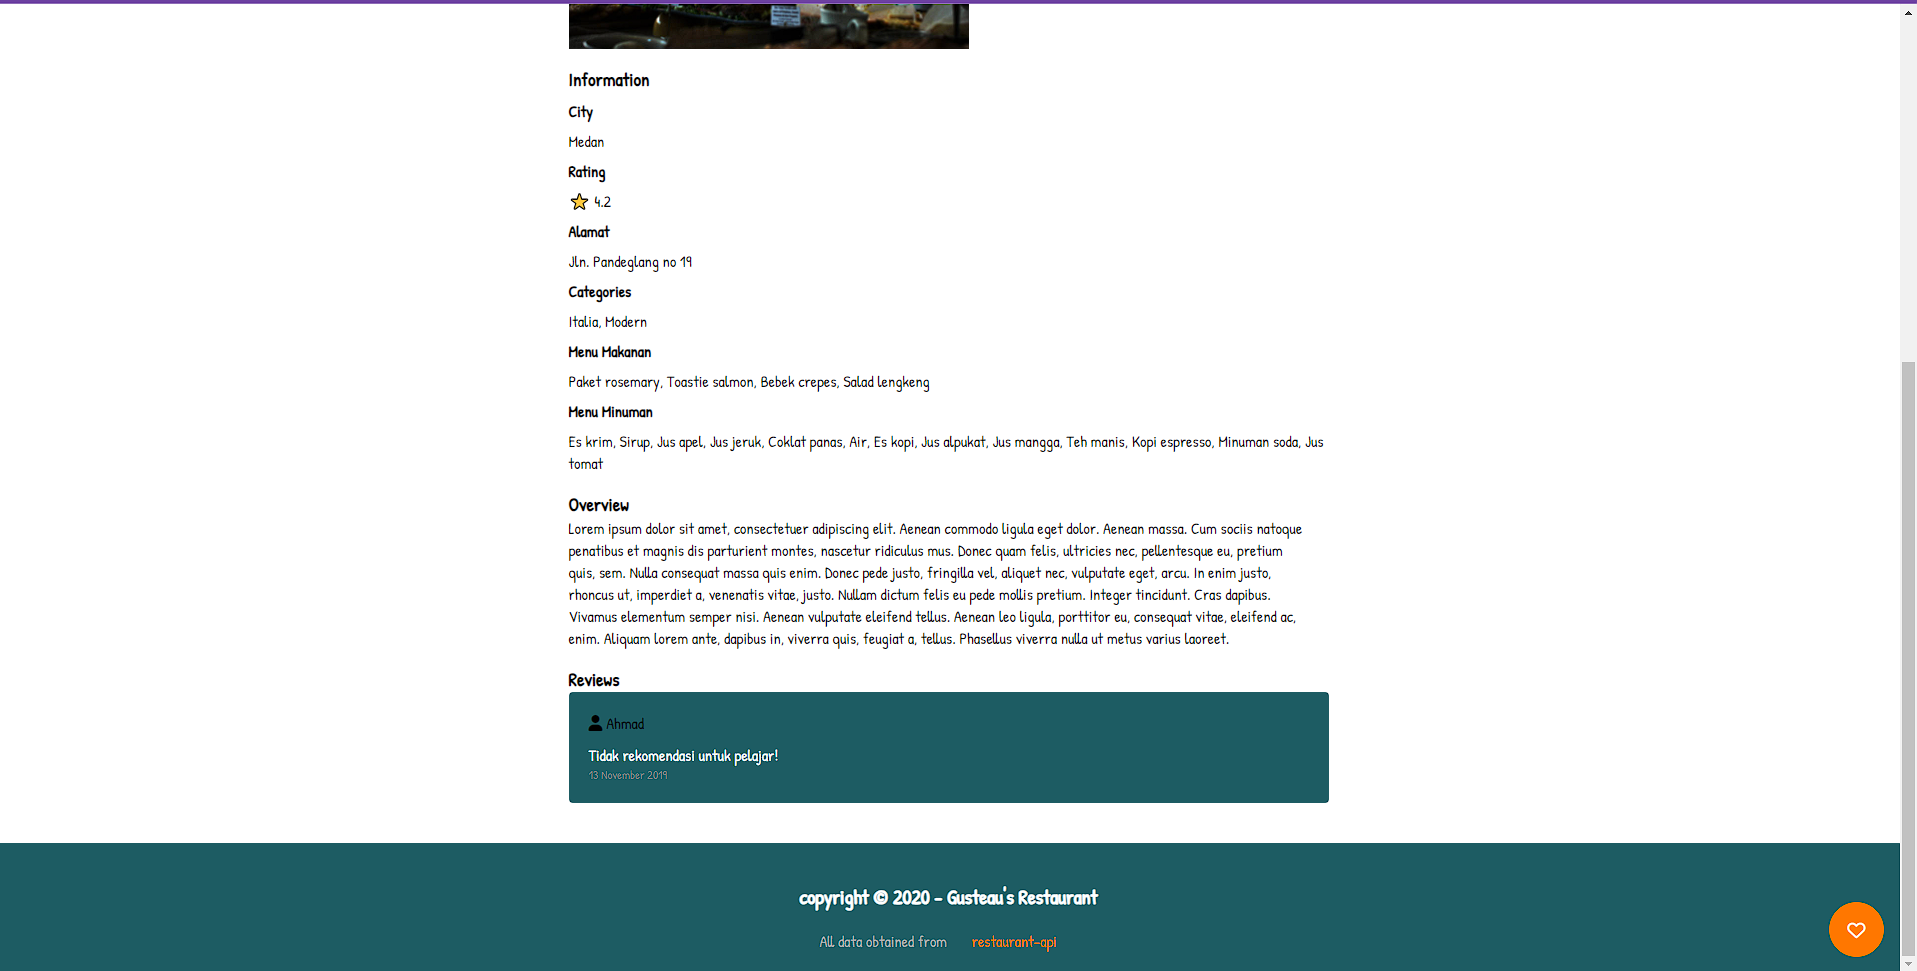 Information
City
Medan
Rating
4.2
Alamat
Jln. Pandeglang no 19
Categories
Italia, Modern
Menu Makanan
Paket rosemary, Toastie salmon, Bebek crepes, Salad lengkeng
Menu Minuman
Es krim, Sirup, Jus apel, Jus jeruk, Coklat panas, Air, Es kopi, Jus alpukat, Jus mangga, Teh manis, Kopi espresso, Minuman soda, Jus
tomat
Overview
Lorem ipsum dolor sit amet, consectetuer adipiscing elit. Aenean commodo ligula eget dolor. Aenean massa. Cum sociis natoque
penatibus et magnis dis parturient montes, nascetur ridiculus mus. Donec quam felis, ultricies nec, pellentesque eu, pretium
quis, sem. Nulla consequat massa quis enim. Donec pede justo, fringilla vel, aliquet nec, vulputate eget, arcu. In enim justo,
rhoncus ut, imperdiet a, venenatis vitae, justo. Nullam dictum felis eu pede mollis pretium. Integer tincidunt. Cras dapibus.
Vivamus elementum semper nisi. Aenean vulputate eleifend tellus. Aenean leo ligula, porttitor eu, consequat vitae, eleifend ac,
enim. Aliquam lorem ante, dapibus in, viverra quis, feugiat a, tellus. Phasellus viverra nulla ut metus varius laoreet.
Reviews
Ahmad
Tidak rekomendasi untuk pelajar!
13 November 2019
copyright © 2020 - Gusteau's Restaurant
All data obtained from restaurant-api